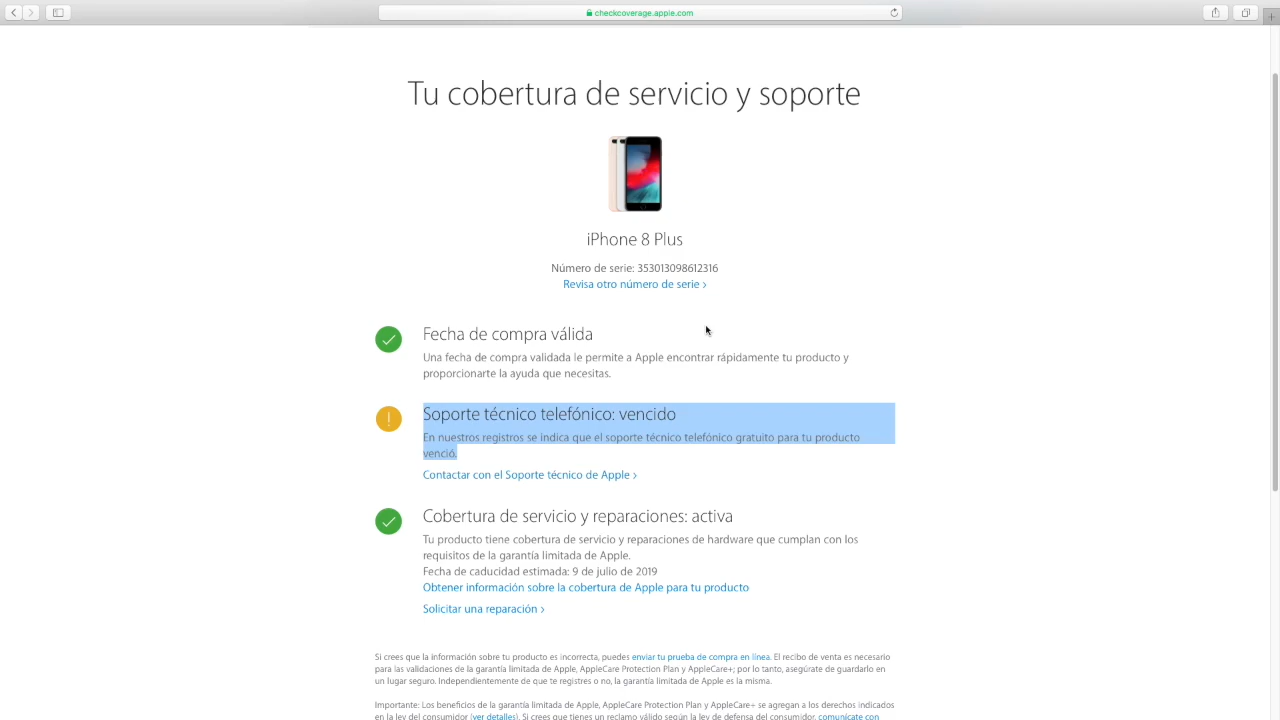 checkcoverage.apple.com
Tu cobertura de servicio y soporte
iPhone 8 Plus
Número de serie: 353013098612316
Revisa otro número de serie ›
Fecha de compra válida
Una fecha de compra validada le permite a Apple encontrar rápidamente tu producto y
proporcionarte la ayuda que necesitas.
Soporte técnico telefónico: vencido
En nuestros registros se indica que el soporte técnico telefónico gratuito para tu producto
venció.
Contactar con el Soporte técnico de Apple ›
Cobertura de servicio y reparaciones: activa
Tu producto tiene cobertura de servicio y reparaciones de hardware que cumplan con los
requisitos de la garantía limitada de Apple.
Fecha de caducidad estimada: 9 de julio de 2019
Obtener información sobre la cobertura de Apple para tu producto
Solicitar una reparación ›
Si crees que la información sobre tu producto es incorrecta, puedes enviar tu prueba de compra en línea. El recibo de venta es necesario
para las validaciones de la garantía limitada de Apple, AppleCare Protection Plan y AppleCare+; por lo tanto, asegúrate de guardarlo en
un lugar seguro. Independientemente de que te registres o no, la garantía limitada de Apple es la misma.
Importante: Los beneficios de la garantía limitada de Apple, AppleCare Protection Plan y AppleCare+ se agregan a los derechos indicados
en la ley del consumidor (ver detalles). Si crees que tienes un reclamo válido según la ley de defensa del consumidor, comunícate con